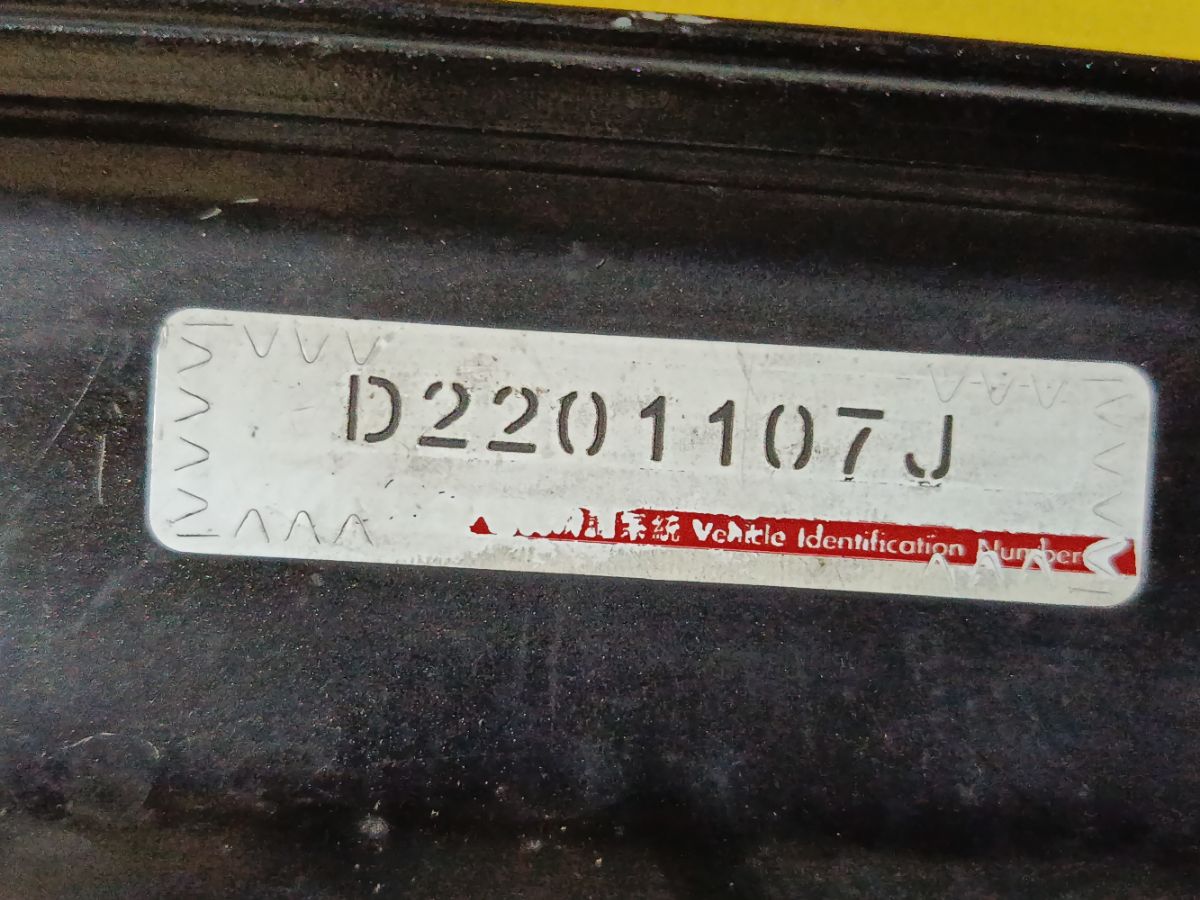 D2201107J
系統 Vehicle Identification Number